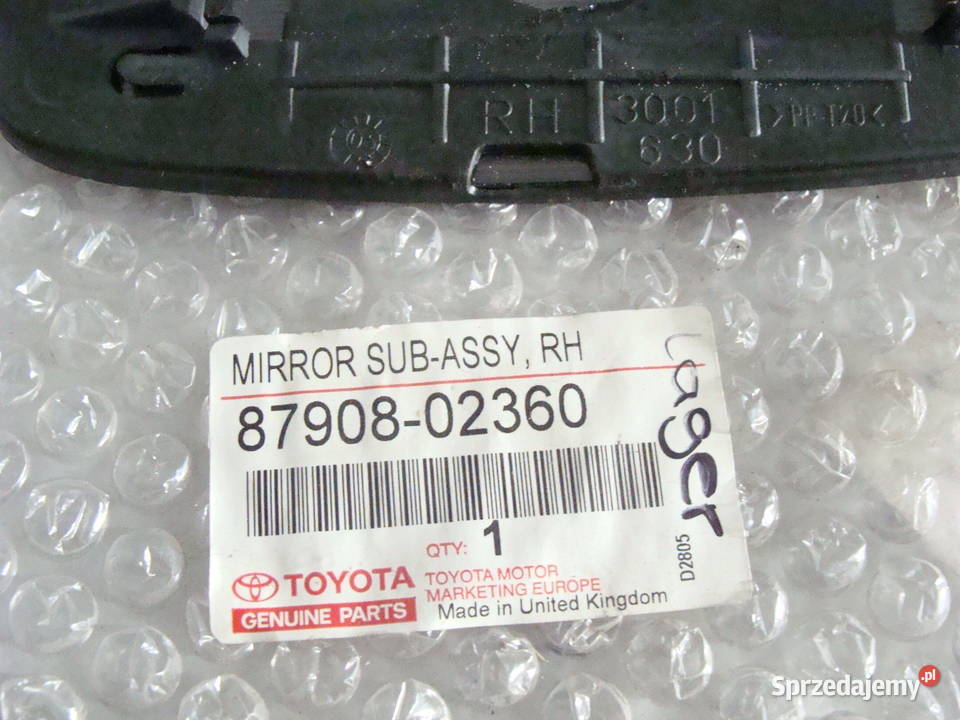 RH
3001
630
>PP-T20<
MIRROR SUB-ASSY, RH
87908-02360
Lager
QTY: 1
D2805
TOYOTA
GENUINE PARTS
TOYOTA MOTOR
MARKETING EUROPE
Made in United Kingdom
Sprzedajemy.pl